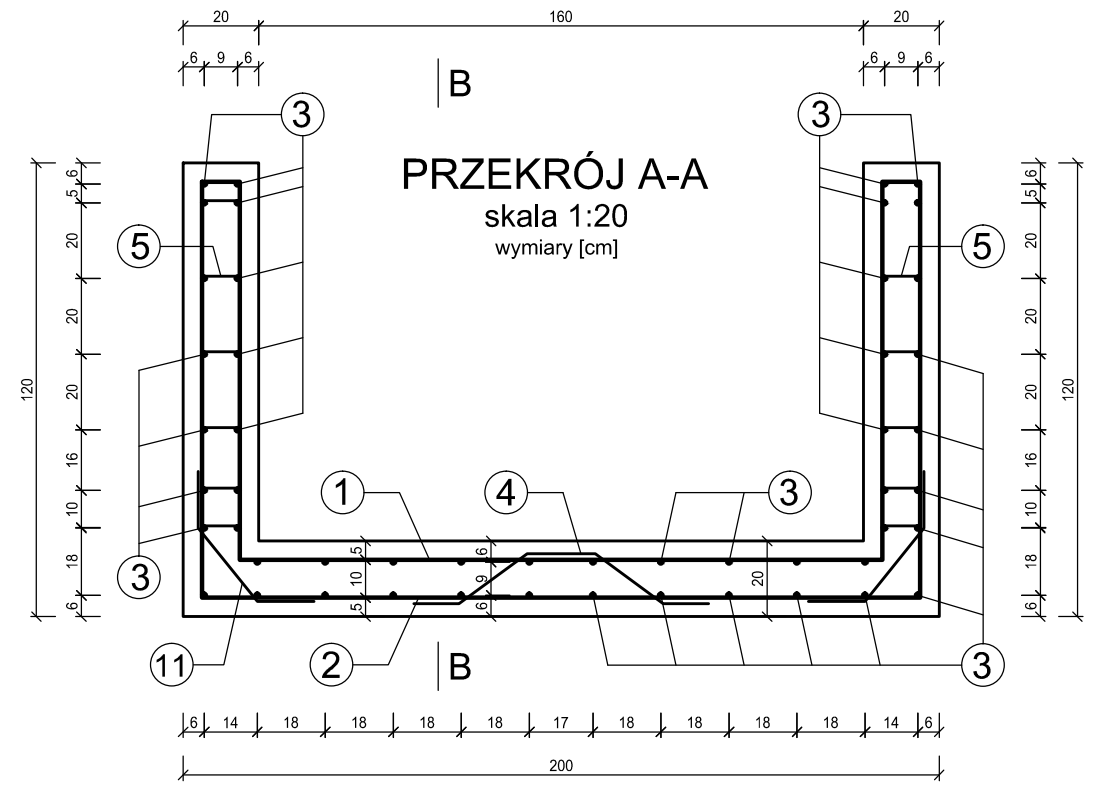 20 160 20
6 9 6 6 9 6
B
3 3
PRZEKRÓJ A-A
skala 1:20
wymiary [cm]
6 6
5 5
20 20
5 5
20 20
120 20 20 120
16 16
1 4 3
10 10
5 6
18 10 9 20 18
3
5 6
6 6
11 2 B 3
6 14 18 18 18 18 17 18 18 18 18 14 6
200